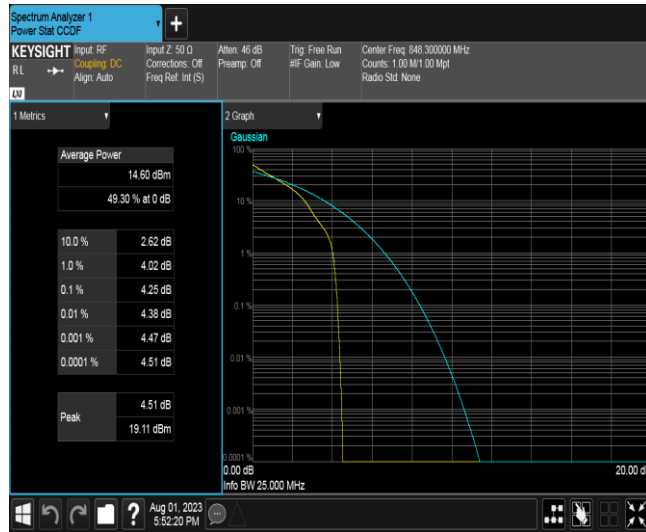 Spectrum Analyzer 1
Power Stat CCDF
+
KEYSIGHT
RL
LXI
Input: RF
Coupling: DC
Align: Auto
Input Z: 50 Ω
Corrections: Off
Freq Ref: Int (S)
Atten: 46 dB
Preamp: Off
Trig: Free Run
#IF Gain: Low
Center Freq: 848.300000 MHz
Counts: 1.00 M/1.00 Mpt
Radio Std: None
1 Metrics
Average Power
14.60 dBm
49.30 % at 0 dB
10.0 % 2.62 dB
1.0 % 4.02 dB
0.1 % 4.25 dB
0.01 % 4.38 dB
0.001 % 4.47 dB
0.0001 % 4.51 dB
Peak
4.51 dB
19.11 dBm
2 Graph
Gaussian
100 %
10 %
1 %
0.1 %
0.01 %
0.001 %
0.0001 %
0.00 dB
20.00 d
Info BW 25.000 MHz
?
Aug 01, 2023
5:52:20 PM